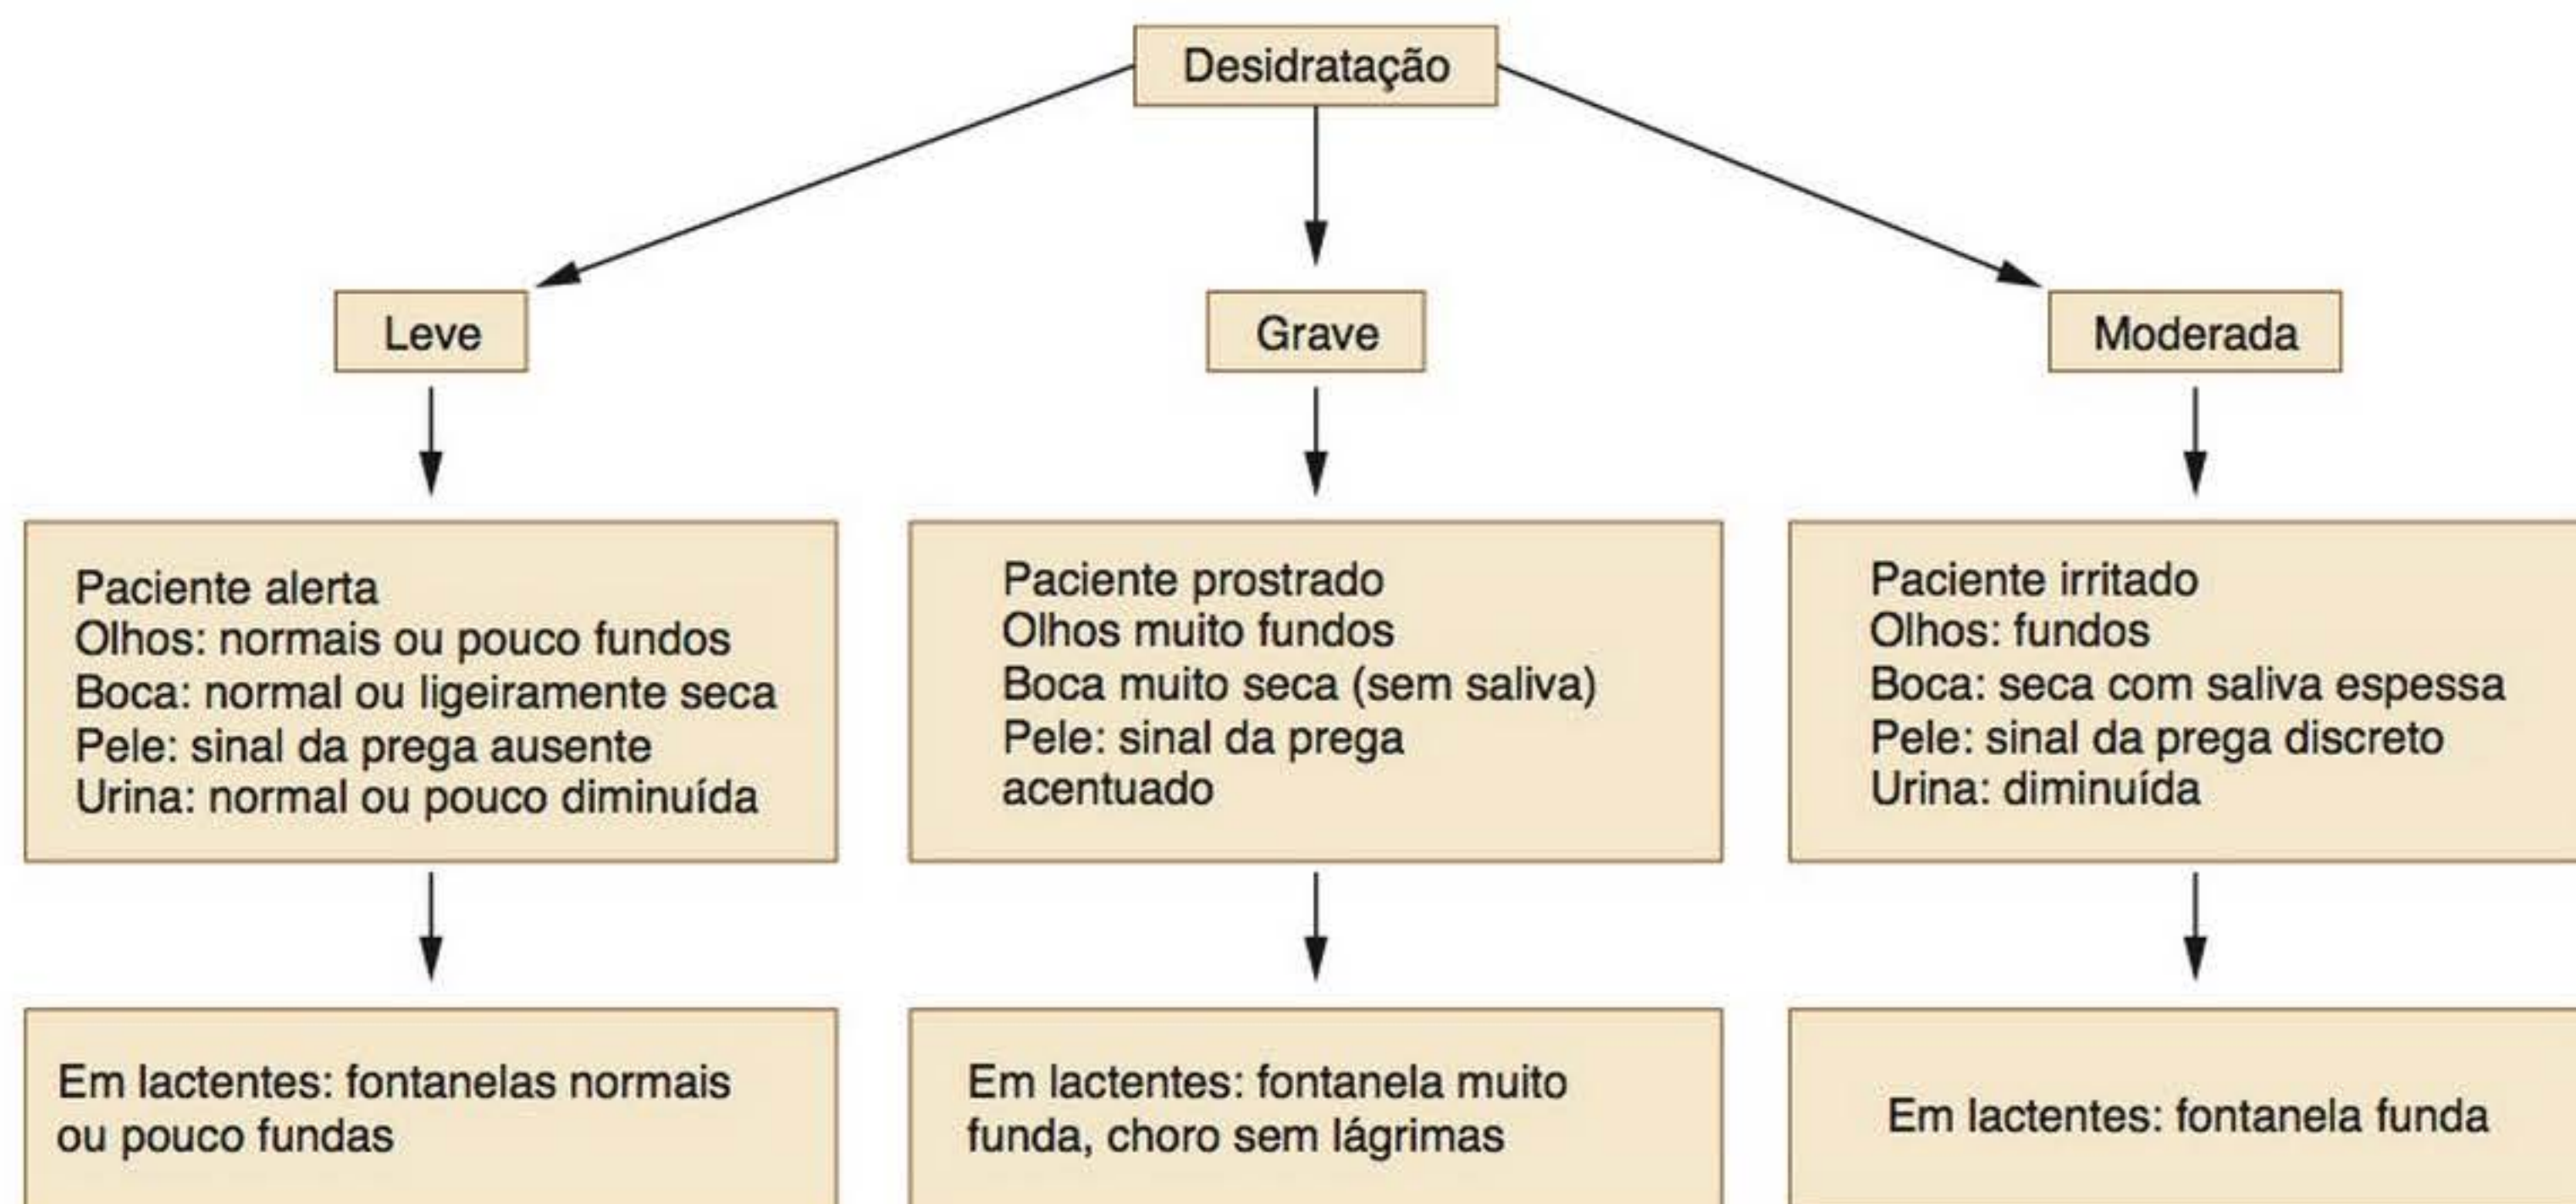 Desidratação
Leve
Grave
Moderada
Paciente alerta
Olhos: normais ou pouco fundos
Boca: normal ou ligeiramente seca
Pele: sinal da prega ausente
Urina: normal ou pouco diminuída
Paciente prostrado
Olhos muito fundos
Boca muito seca (sem saliva)
Pele: sinal da prega
acentuado
Paciente irritado
Olhos: fundos
Boca: seca com saliva espessa
Pele: sinal da prega discreto
Urina: diminuída
Em lactentes: fontanelas normais
ou pouco fundas
Em lactentes: fontanela muito
funda, choro sem lágrimas
Em lactentes: fontanela funda